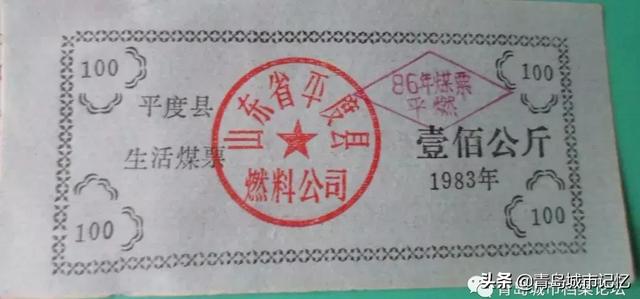 100
100
平度县
生活煤票
山东省平度县
燃料公司
86年煤票
平燃
壹佰公斤
1983年
100
100
头条 @青岛城市记忆
青岛城市档案论坛